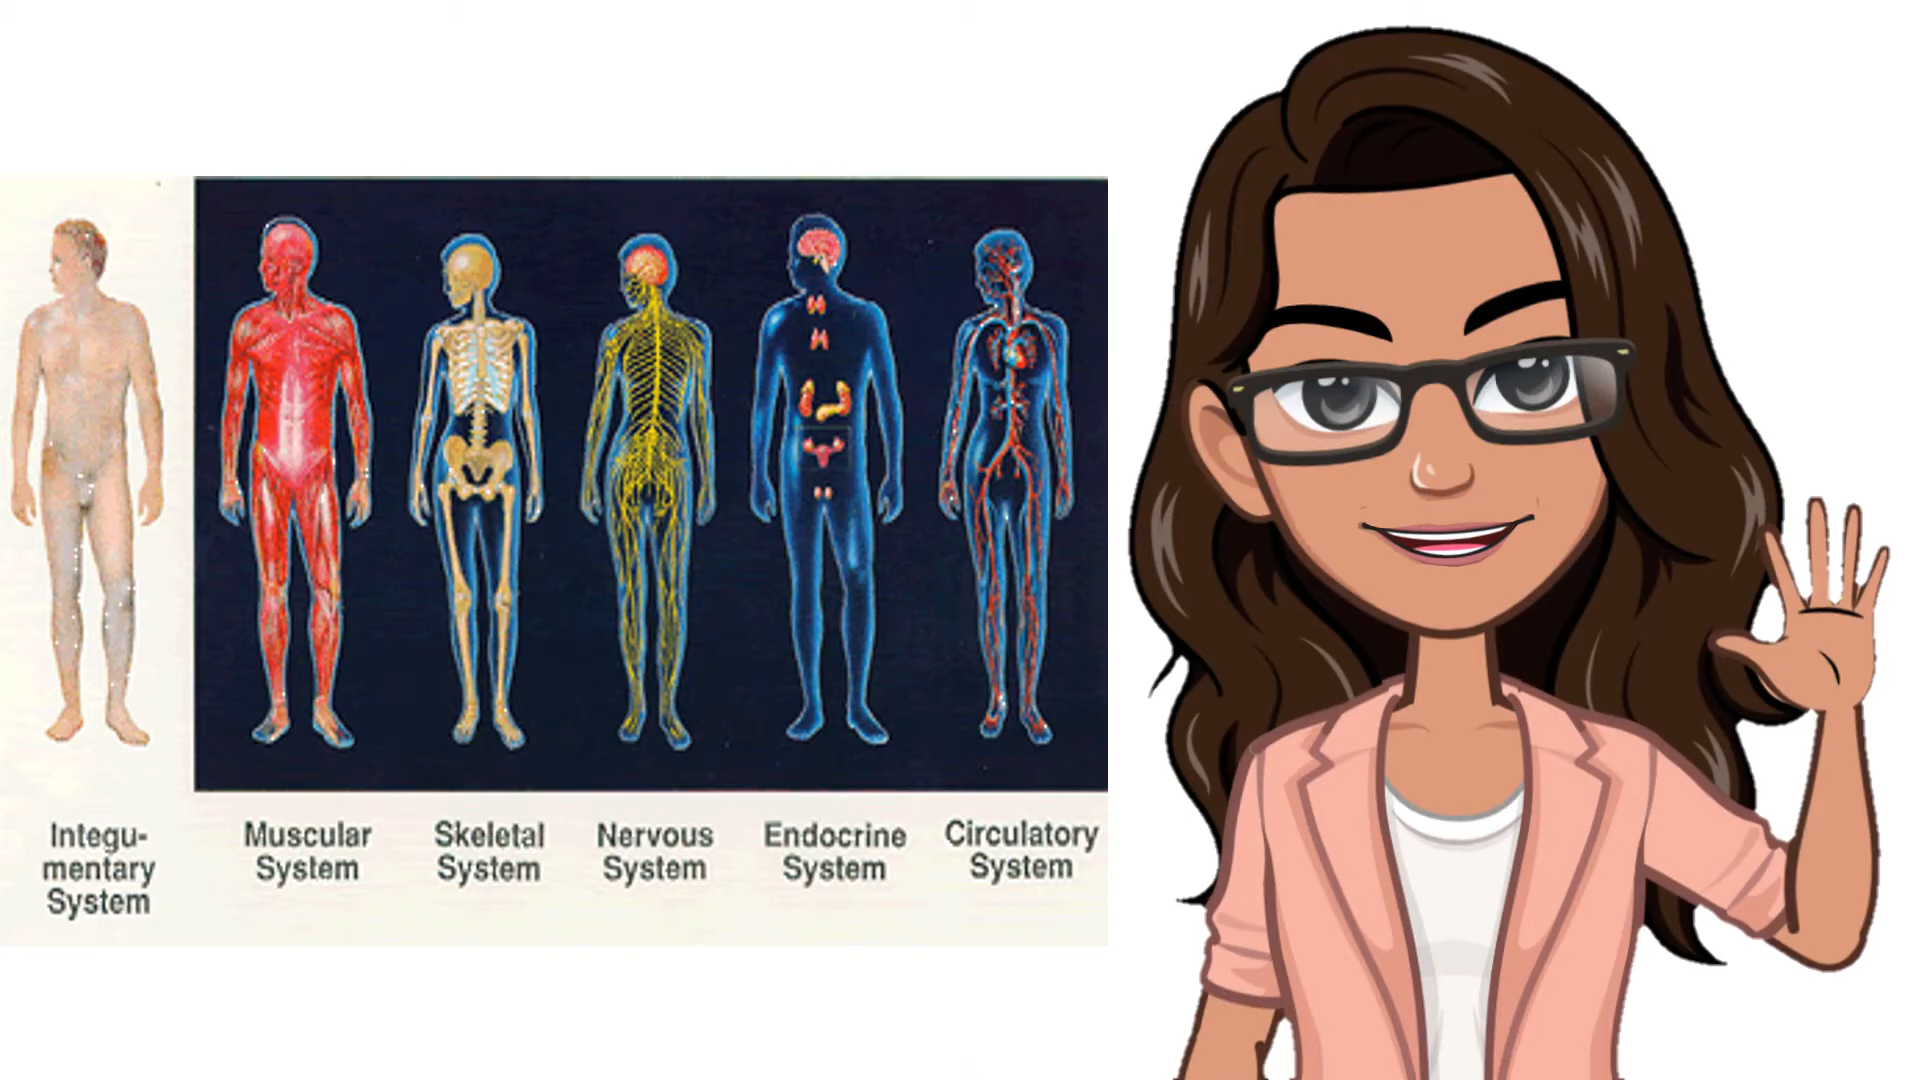 Integu-
mentary
System
Muscular
System
Skeletal
System
Nervous
System
Endocrine
System
Circulatory
System